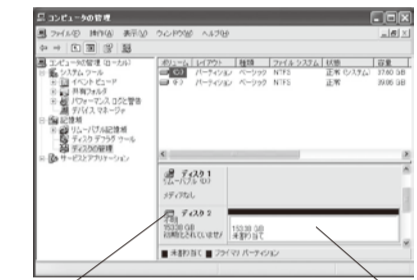 コンピュータの管理
ファイル(F) 操作(A) 表示(V) ウィンドウ(W) ヘルプ(H)
コンピュータの管理 (ローカル)
システム ツール
イベント ビューア
共有フォルダ
パフォーマンス ログと警告
デバイス マネージャ
記憶域
リムーバブル記憶域
ディスク デフラグ ツール
ディスクの管理
サービスとアプリケーション
ボリューム レイアウト 種類 ファイル システム 状態 容量
(C:) パーティション ベーシック NTFS 正常 (システム)
パーティション ベーシック NTFS 正常
ディスク 1
リムーバブル (D:)
メディアなし
ディスク 2
不明
初期化されていません
未割り当て
未割り当て プライマリ パーティション